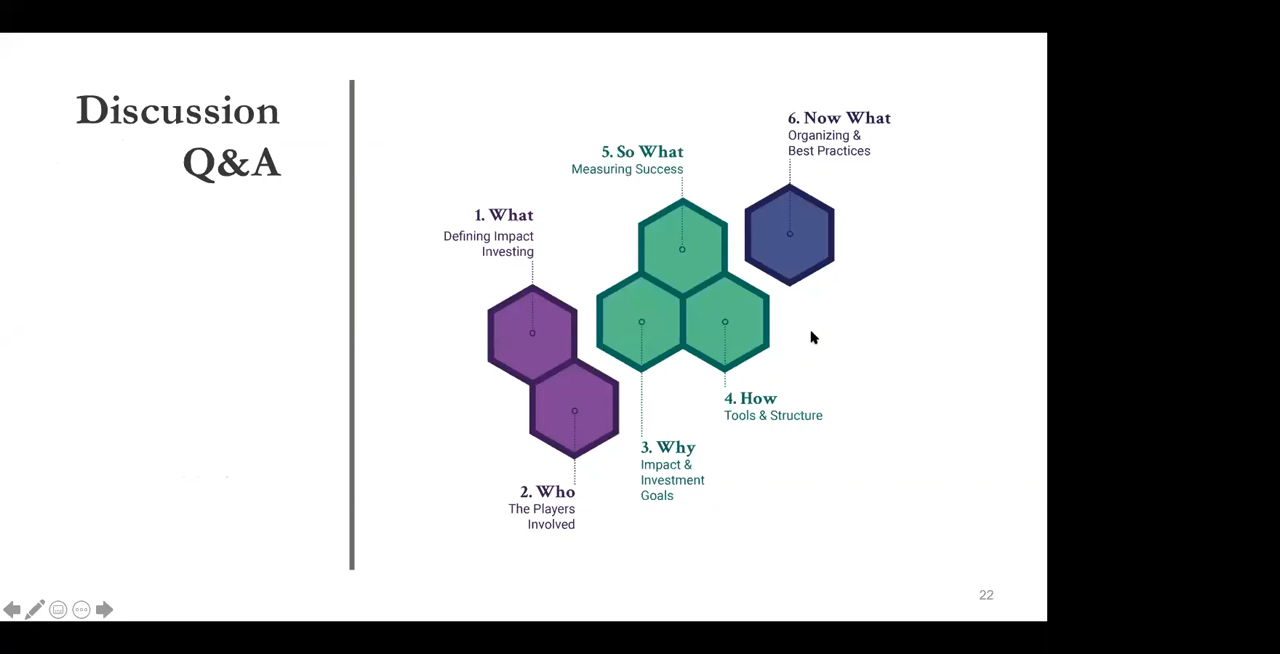 Discussion
Q&A
1. What
Defining Impact
Investing
2. Who
The Players
Involved
3. Why
Impact &
Investment
Goals
4. How
Tools & Structure
5. So What
Measuring Success
6. Now What
Organizing &
Best Practices
22